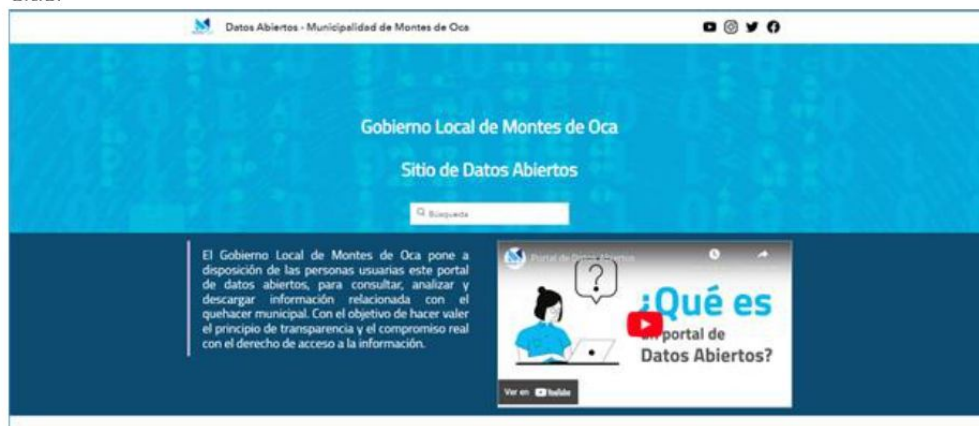 Datos Abiertos - Municipalidad de Montes de Oca
Gobierno Local de Montes de Oca
Sitio de Datos Abiertos
Búsqueda
El Gobierno Local de Montes de Oca pone a
disposición de las personas usuarias este portal
de datos abiertos, para consultar, analizar y
descargar información relacionada con el
quehacer municipal. Con el objetivo de hacer valer
el principio de transparencia y el compromiso real
con el derecho de acceso a la información.
Portal de Datos Abiertos
?
¿Qué es
un portal de
Datos Abiertos?
Ver en YouTube